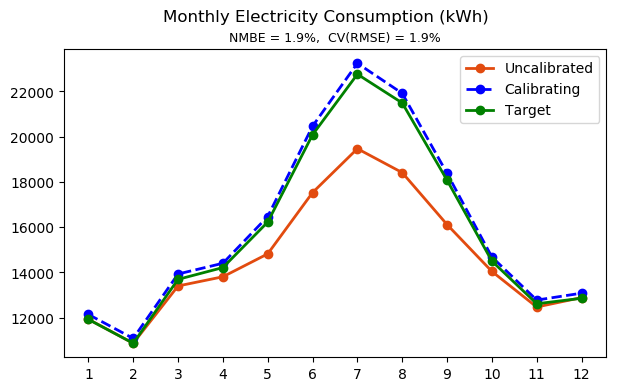 Monthly Electricity Consumption (kWh)
NMBE = 1.9%,  CV(RMSE) = 1.9%
Uncalibrated
Calibrating
Target
22000
20000
18000
16000
14000
12000
1 2 3 4 5 6 7 8 9 10 11 12